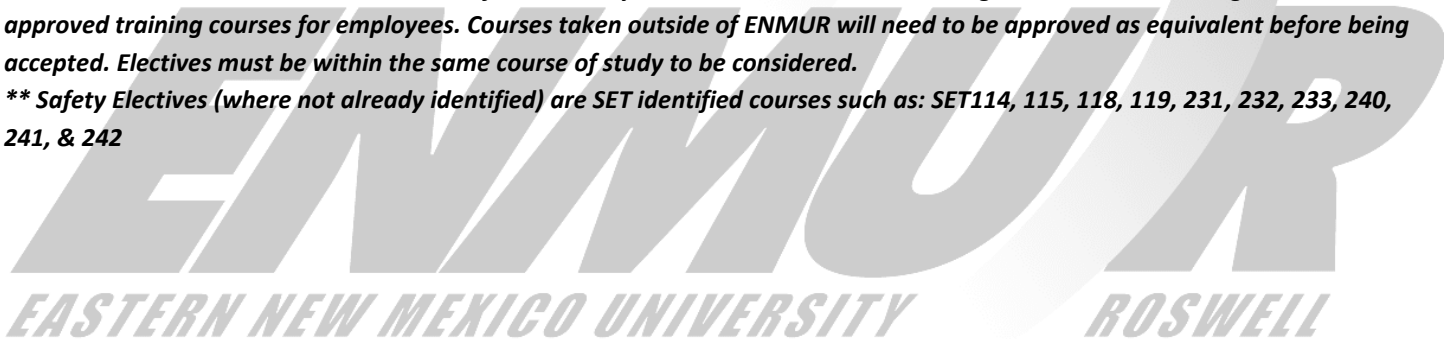 approved training courses for employees. Courses taken outside of ENMUR will need to be approved as equivalent before being
accepted. Electives must be within the same course of study to be considered.
** Safety Electives (where not already identified) are SET identified courses such as: SET114, 115, 118, 119, 231, 232, 233, 240,
241, & 242
ENMU R
EASTERN NEW MEXICO UNIVERSITY ROSWELL